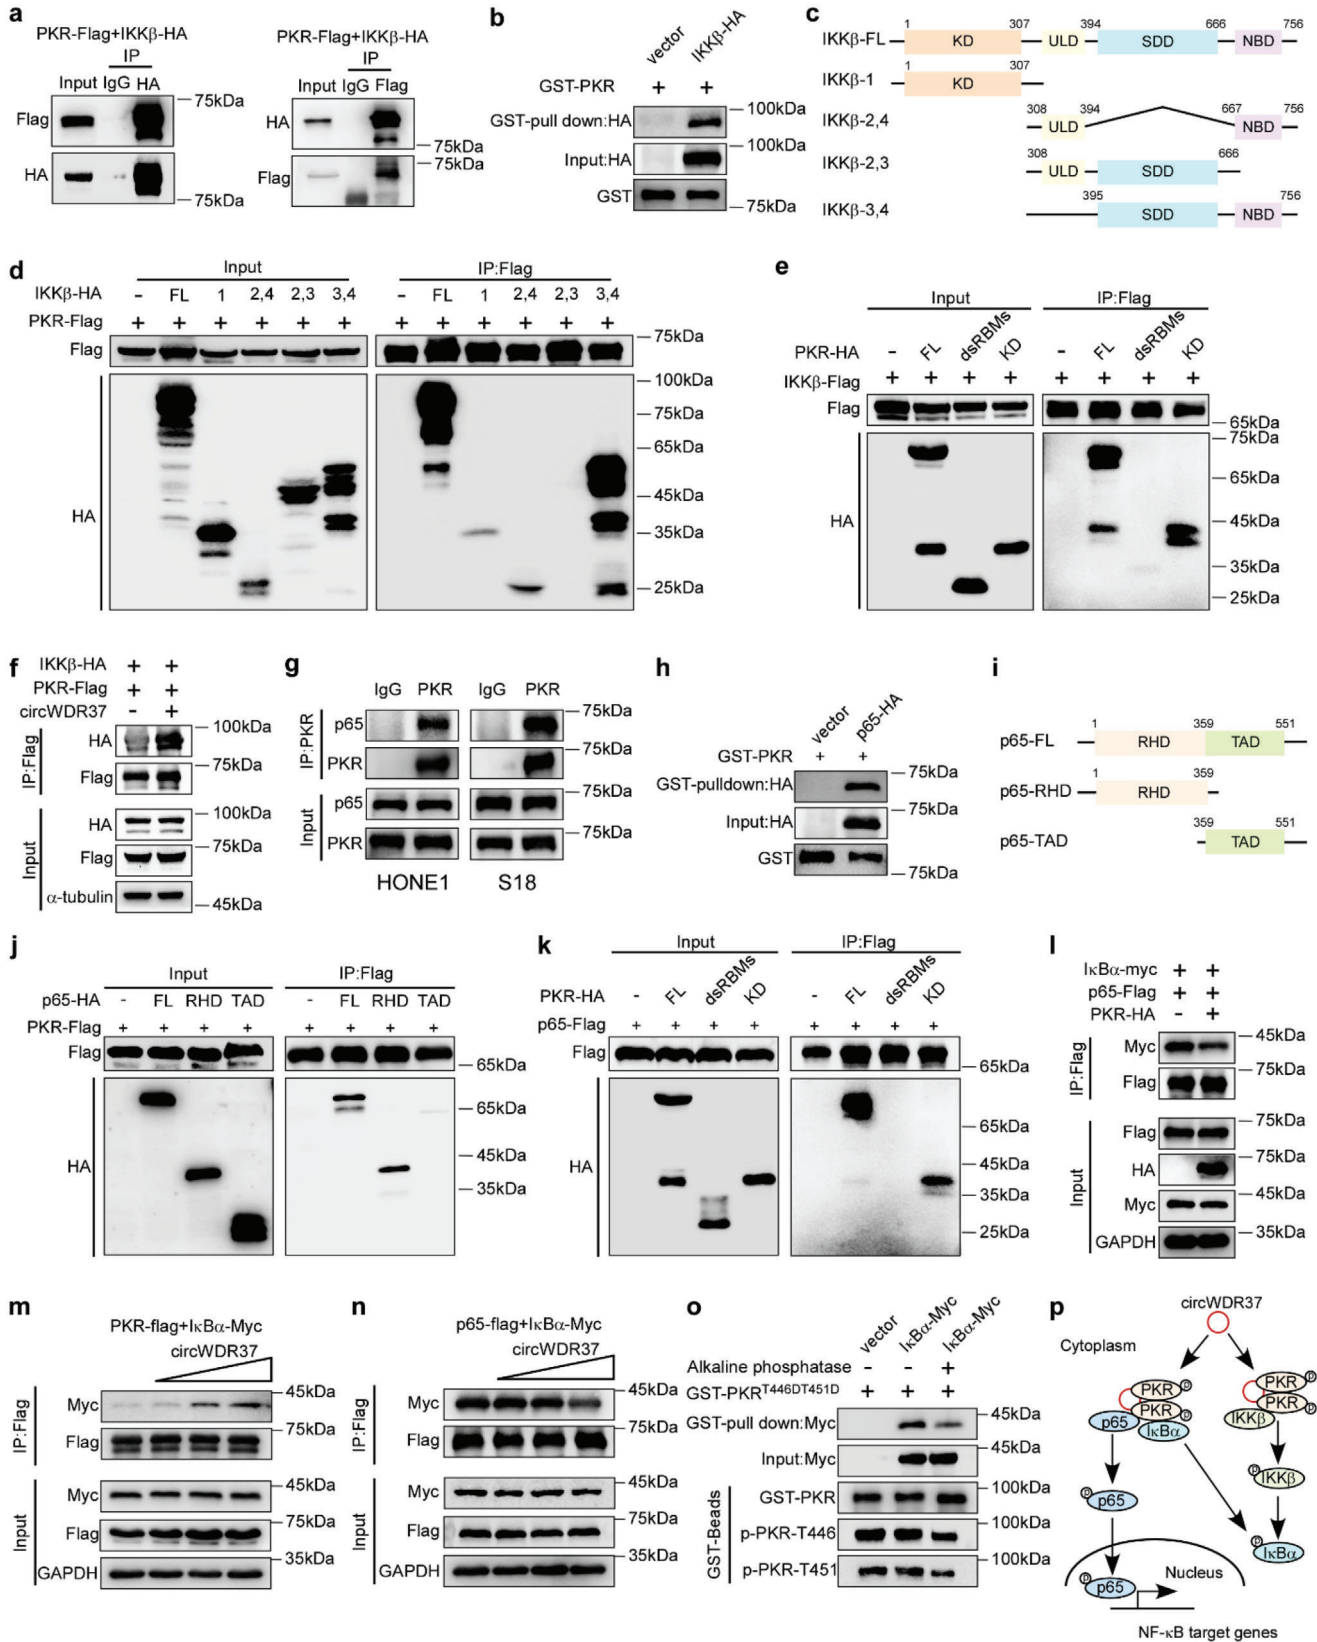 a
PKR-Flag+IKKβ-HA
IP
Input IgG HA
Flag
75kDa
HA
75kDa
PKR-Flag+IKKβ-HA
IP
Input IgG Flag
HA
75kDa
75kDa
Flag
b
vector
IKKβ-HA
GST-PKR + +
GST-pull down:HA
100kDa
Input:HA
100kDa
GST
75kDa
c
1 307 394 666 756
IKKβ-FL KD ULD SDD NBD
1 307
IKKβ-1 KD
308 394 667 756
IKKβ-2,4 ULD NBD
308 666
IKKβ-2,3 ULD SDD
395 756
IKKβ-3,4 SDD NBD
d
Input IP:Flag
IKKβ-HA - FL 1 2,4 2,3 3,4 - FL 1 2,4 2,3 3,4
PKR-Flag + + + + + + + + + + + +
Flag
75kDa
HA
100kDa
75kDa
65kDa
45kDa
35kDa
25kDa
e
Input IP:Flag
PKR-HA - FL dsRBMs KD - FL dsRBMs KD
IKKβ-Flag + + + + + + + +
Flag
65kDa
75kDa
65kDa
HA
45kDa
35kDa
25kDa
f
IKKβ-HA + +
PKR-Flag + +
circWDR37 - +
IP:Flag
HA
100kDa
Flag
75kDa
Input
HA
100kDa
Flag
75kDa
α-tubulin
45kDa
g
IgG PKR IgG PKR
IP:PKR
p65
75kDa
PKR
75kDa
Input
p65
75kDa
PKR
75kDa
HONE1 S18
h
vector
p65-HA
GST-PKR + +
GST-pulldown:HA
75kDa
Input:HA
75kDa
GST
75kDa
i
1 359 551
p65-FL RHD TAD
1 359
p65-RHD RHD
359 551
p65-TAD TAD
j
Input IP:Flag
p65-HA - FL RHD TAD - FL RHD TAD
PKR-Flag + + + + + + + +
Flag
65kDa
65kDa
HA
45kDa
35kDa
k
Input IP:Flag
PKR-HA - FL dsRBMs KD - FL dsRBMs KD
p65-Flag + + + + + + + +
Flag
65kDa
65kDa
HA
45kDa
35kDa
25kDa
l
IκBα-myc + +
p65-Flag + +
PKR-HA - +
IP:Flag
Myc
45kDa
Flag
75kDa
Input
Flag
75kDa
HA
75kDa
Myc
45kDa
GAPDH
35kDa
m
PKR-flag+IκBα-Myc
circWDR37
IP:Flag
Myc
45kDa
Flag
75kDa
Input
Myc
45kDa
Flag
75kDa
GAPDH
35kDa
n
p65-flag+IκBα-Myc
circWDR37
IP:Flag
Myc
45kDa
Flag
75kDa
Input
Myc
45kDa
Flag
75kDa
GAPDH
35kDa
o
vector
IκBα-Myc
IκBα-Myc
Alkaline phosphatase - - +
GST-PKRT446DT451D + + +
GST-pull down:Myc
45kDa
Input:Myc
45kDa
GST-Beads
GST-PKR
100kDa
p-PKR-T446
100kDa
p-PKR-T451
100kDa
p
circWDR37
Cytoplasm
PKR P
PKR P
p65
IκBα
PKR P
PKR P
IKKβ
P IKKβ
P p65
P IκBα
P p65
Nucleus
NF-κB target genes